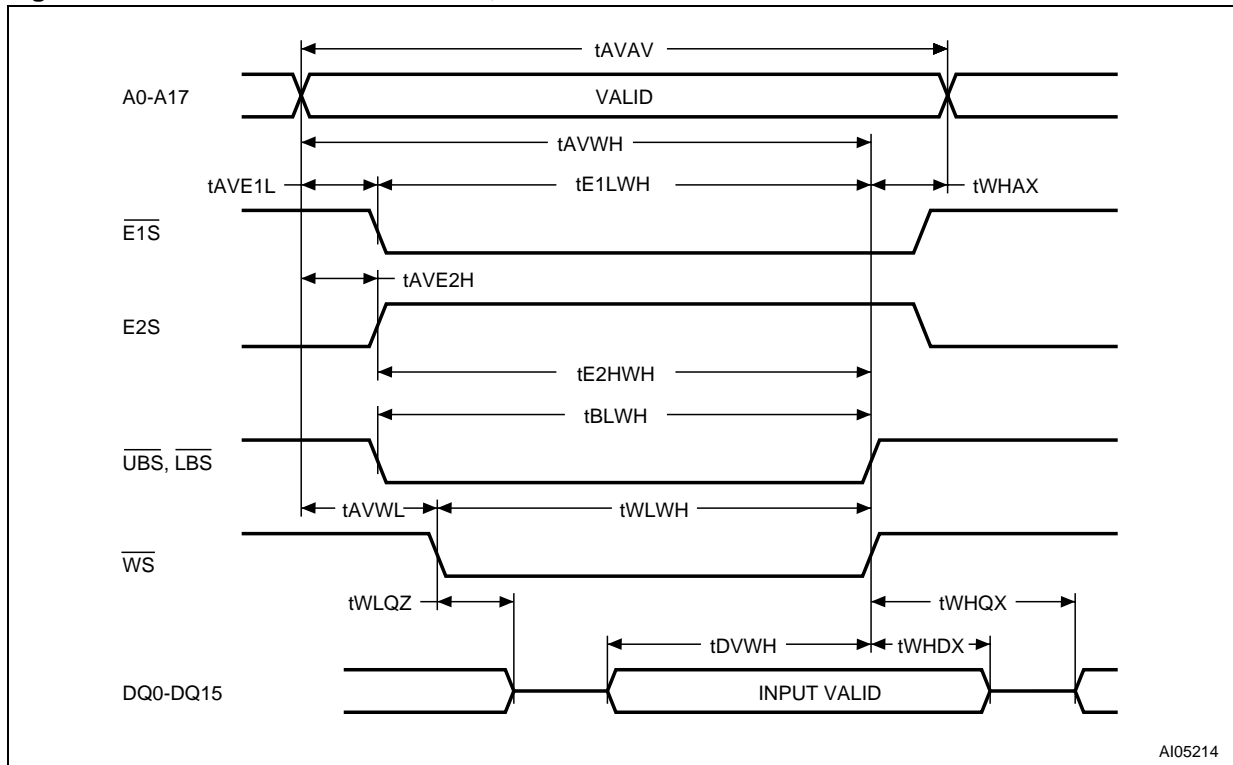 tAVAV
A0-A17
VALID
tAVWH
tAVE1L
tE1LWH
tWHAX
E1S
tAVE2H
E2S
tE2HWH
tBLWH
UBS, LBS
tAVWL
tWLWH
WS
tWLQZ
tWHQX
tDVWH
tWHDX
DQ0-DQ15
INPUT VALID
AI05214